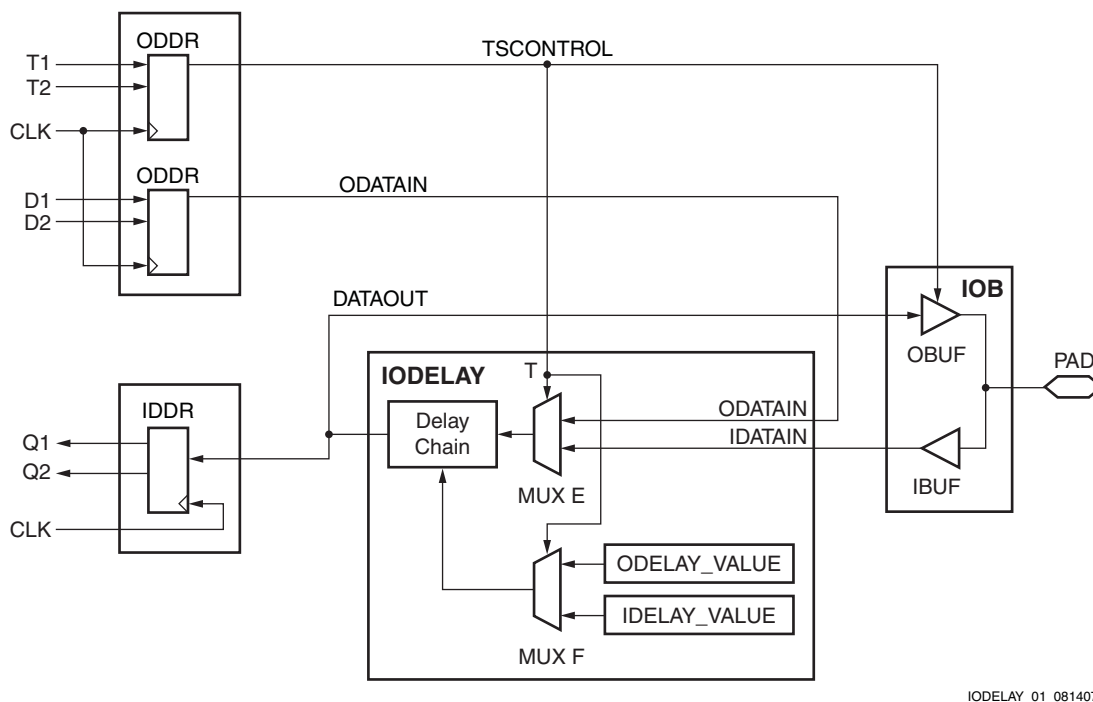 ODDR
TSCONTROL
T1
T2
CLK
ODDR
ODATAIN
D1
D2
DATAOUT
IOB
OBUF
PAD
IODELAY
T
IDDR
Delay
Chain
ODATAIN
IDATAIN
Q1
Q2
MUX E
IBUF
CLK
ODELAY_VALUE
IDELAY_VALUE
MUX F
IODELAY_01_081407